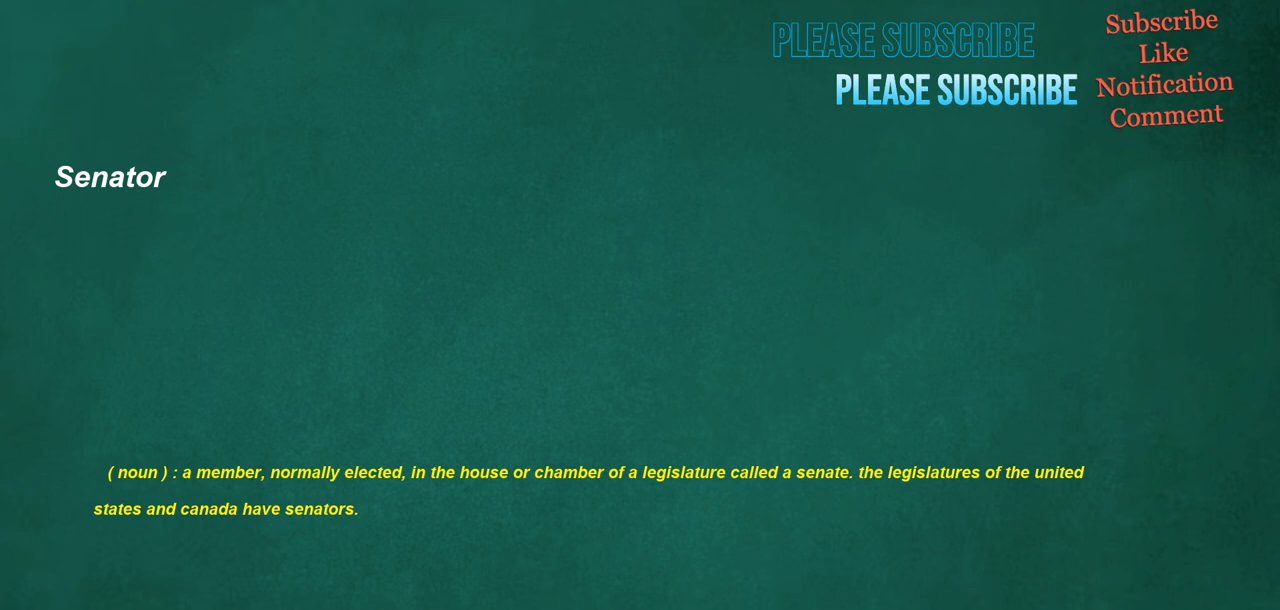 PLEASE SUBSCRIBE
PLEASE SUBSCRIBE
Subscribe
Like
Notification
Comment
Senator
( noun ) : a member, normally elected, in the house or chamber of a legislature called a senate. the legislatures of the united
states and canada have senators.